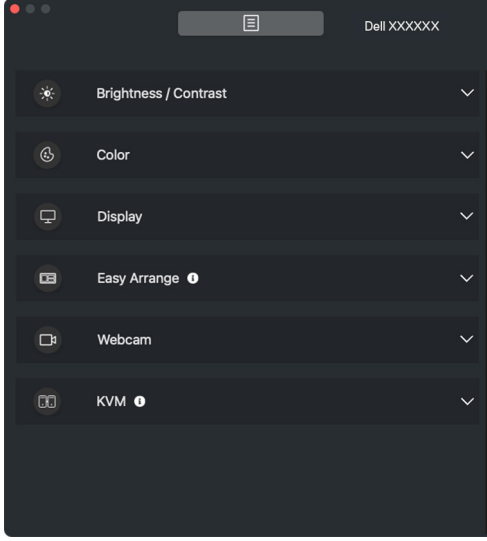 Dell XXXXXX
Brightness / Contrast
Color
Display
Easy Arrange
Webcam
KVM